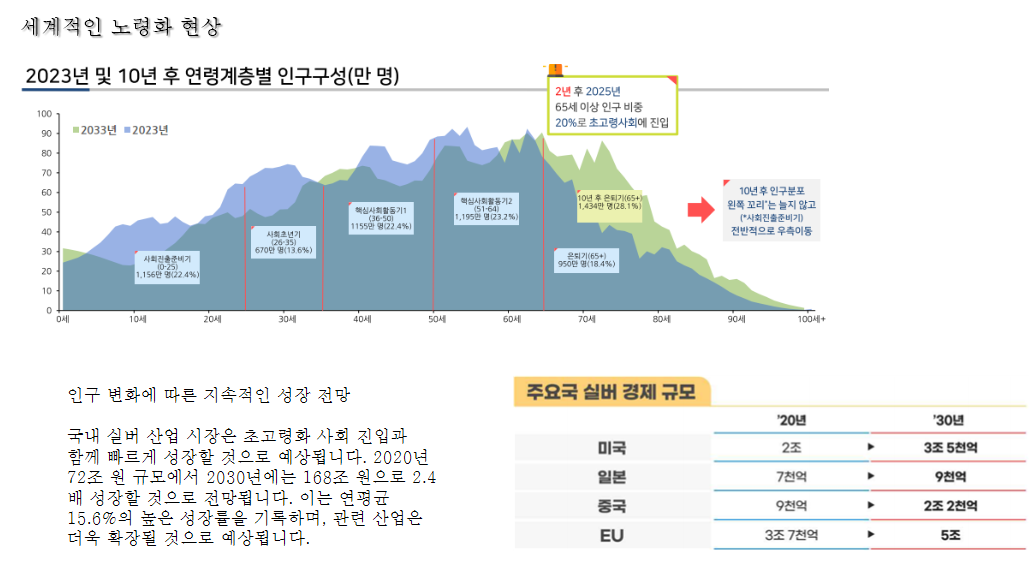 세계적인 노령화 현상
2023년 및 10년 후 연령계층별 인구구성(만 명)
2년 후 2025년
65세 이상 인구 비중
20%로 초고령사회에 진입
100
90
80
70
60
50
40
30
20
10
0
2033년 2023년
사회진출준비기
(0-25)
1,156만 명(22.4%)
사회초년기
(26-35)
670만 명(13.6%)
핵심사회활동기1
(36-50)
1155만 명(22.4%)
핵심사회활동기2
(51-64)
1,195만 명(23.2%)
10년 후 은퇴기(65+)
1,434만 명(28.1%)
은퇴기(65+)
950만 명(18.4%)
10년 후 인구분포
왼쪽 꼬리*는 늘지 않고
(*사회진출준비기)
전반적으로 우측이동
0세 10세 20세 30세 40세 50세 60세 70세 80세 90세 100세+
인구 변화에 따른 지속적인 성장 전망
국내 실버 산업 시장은 초고령화 사회 진입과
함께 빠르게 성장할 것으로 예상됩니다. 2020년
72조 원 규모에서 2030년에는 168조 원으로 2.4
배 성장할 것으로 전망됩니다. 이는 연평균
15.6%의 높은 성장률을 기록하며, 관련 산업은
더욱 확장될 것으로 예상됩니다.
주요국 실버 경제 규모
'20년 '30년
미국 2조 ▶ 3조 5천억
일본 7천억 ▶ 9천억
중국 9천억 ▶ 2조 2천억
EU 3조 7천억 ▶ 5조